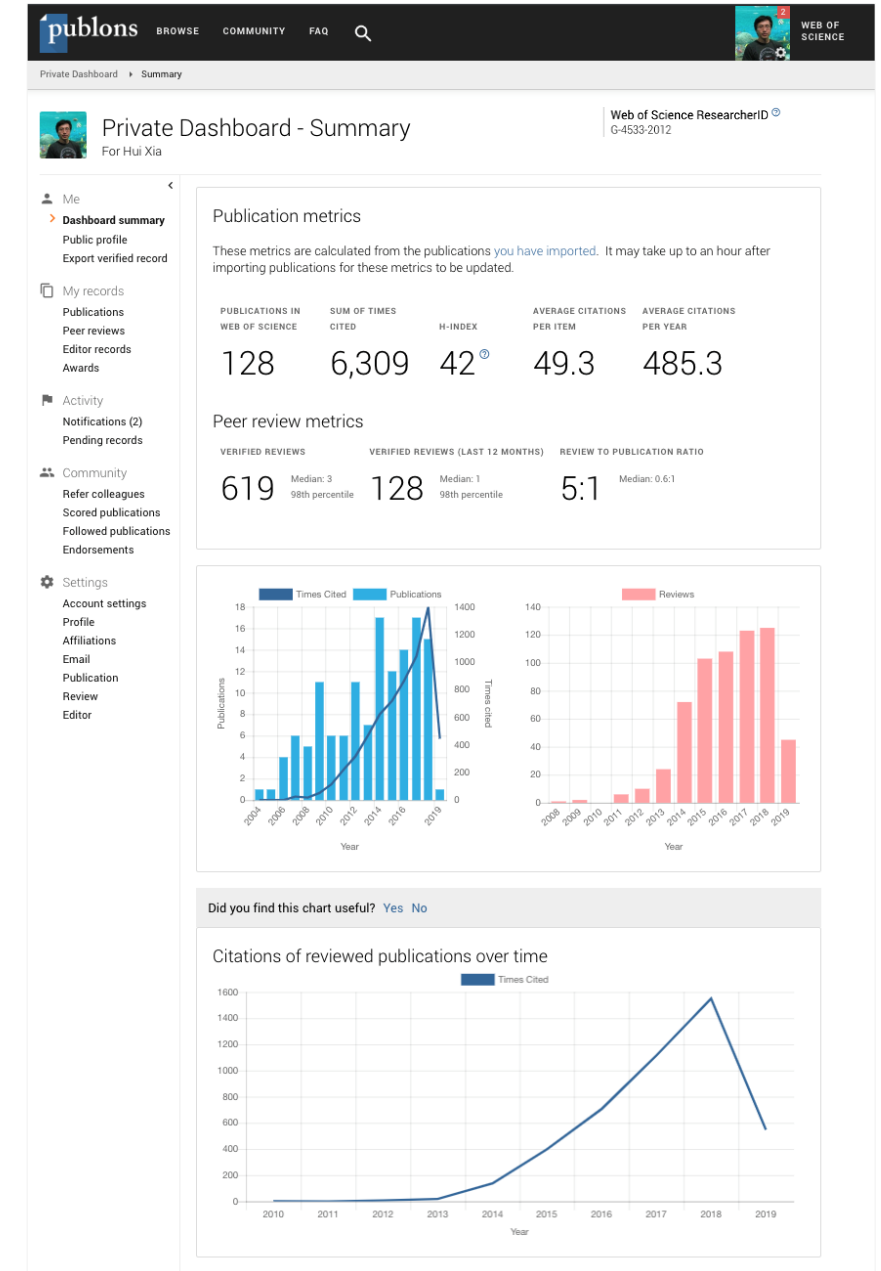 publons
BROWSE
COMMUNITY
FAQ
2
WEB OF
SCIENCE
Private Dashboard
Summary
Private Dashboard - Summary
For Hui Xia
Web of Science ResearcherID ?
G-4533-2012
Me
Dashboard summary
Public profile
Export verified record
My records
Publications
Peer reviews
Editor records
Awards
Activity
Notifications (2)
Pending records
Community
Refer colleagues
Scored publications
Followed publications
Endorsements
Settings
Account settings
Profile
Affiliations
Email
Publication
Review
Editor
Publication metrics
These metrics are calculated from the publications you have imported. It may take up to an hour after
importing publications for these metrics to be updated.
PUBLICATIONS IN
WEB OF SCIENCE
128
SUM OF TIMES
CITED
6,309
H-INDEX
42 ?
AVERAGE CITATIONS
PER ITEM
49.3
AVERAGE CITATIONS
PER YEAR
485.3
Peer review metrics
VERIFIED REVIEWS
619
Median: 3
98th percentile
VERIFIED REVIEWS (LAST 12 MONTHS)
128
Median: 1
98th percentile
REVIEW TO PUBLICATION RATIO
5:1
Median: 0.6:1
Times Cited
Publications
18
16
14
12
10
8
6
4
2
0
Publications
1400
1200
1000
800
600
400
200
0
Times cited
2004
2006
2008
2010
2012
2014
2016
2019
Year
Reviews
140
120
100
80
60
40
20
0
2008
2009
2010
2011
2012
2013
2014
2015
2016
2017
2018
2019
Year
Did you find this chart useful? Yes No
Citations of reviewed publications over time
Times Cited
1600
1400
1200
1000
800
600
400
200
0
2010
2011
2012
2013
2014
2015
2016
2017
2018
2019
Year